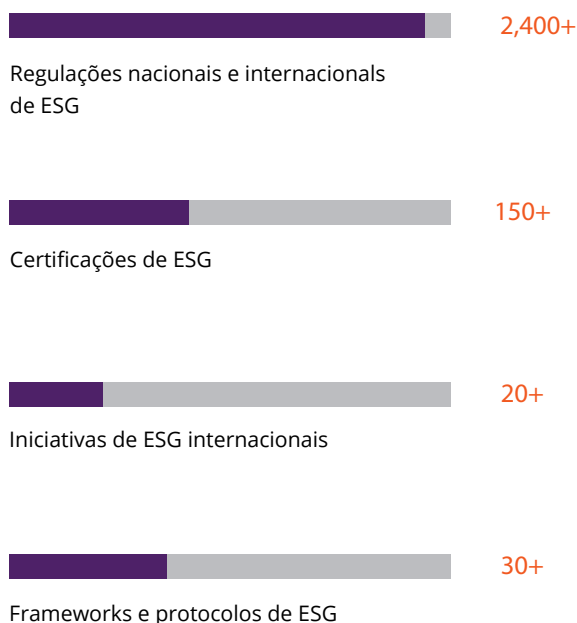 2,400+
Regulações nacionais e internacionals
de ESG
150+
Certificações de ESG
20+
Iniciativas de ESG internacionais
30+
Frameworks e protocolos de ESG